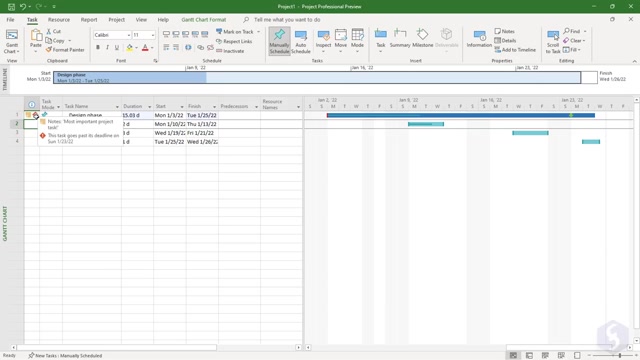 Project1 - Project Professional Preview
Task Resource Report Project View Help Gantt Chart Format Tell me what you want to do
Gantt Chart
View
Paste
Cut
Copy
Format Painter
Clipboard
Calibri 11
Font
Schedule
Mark on Track
Respect Links
Inactivate
Manually Schedule
Auto Schedule
Tasks
Inspect Move Mode
Task Summary Milestone Deliverable
Insert
Information
Notes
Details
Add to Timeline
Properties
Scroll to Task
Editing
TIMELINE
Jan 9, '22 Jan 16, '22 Jan 23, '22
Start
Mon 1/3/22
Design phase
Mon 1/3/22 - Tue 1/25/22
Finish
Wed 1/26/22
Task Mode Task Name Duration Start Finish Predecessors Resource Names
Jan 2, '22 Jan 9, '22 Jan 16, '22 Jan 23, '22
S M T W T F S S M T W T F S S M T W T F S S M T W T F S
1 Design phase 15.03 d Mon 1/3/22 Tue 1/25/22
2 d Mon 1/10/22 Thu 1/13/22
3 d Wed 1/19/22 Fri 1/21/22
4 1 d Tue 1/25/22 Wed 1/26/22
Notes: 'Most important project task'
This task goes past its deadline on Sun 1/23/22
GANTT CHART
Ready New Tasks : Manually Scheduled